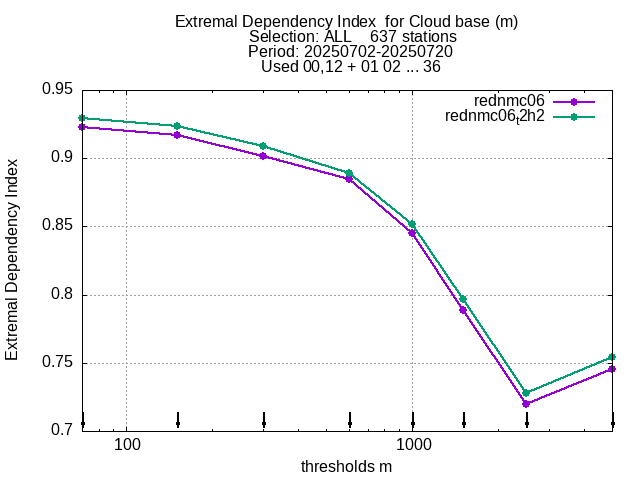 Extremal Dependency Index  for Cloud base (m)
Selection: ALL    637 stations
Period: 20250702-20250720
Used 00,12 + 01 02 ... 36
rednmc06
rednmc06t2h2
Extremal Dependency Index
0.95
0.9
0.85
0.8
0.75
0.7
100
1000
thresholds m